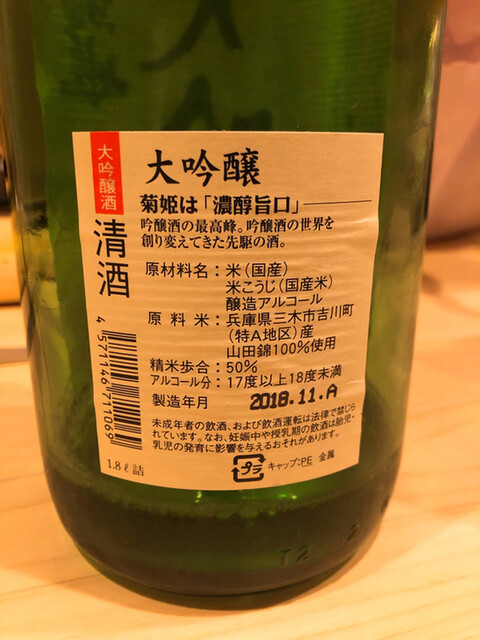 大吟醸酒
清酒
大吟醸
菊姫は「濃醇旨口」
吟醸酒の最高峰。吟醸酒の世界を
創り変えてきた先駆の酒。
原材料名：米（国産）
米こうじ（国産米）
醸造アルコール
原料米：兵庫県三木市吉川町
（特A地区）産
山田錦100%使用
精米歩合：50%
アルコール分：17度以上18度未満
製造年月 2018.11.A
未成年者の飲酒、および飲酒運転は法律で禁じら
れています。なお、妊娠中や授乳期の飲酒は胎児、
乳児の発育に影響を与えるおそれがあります。
プラ キャップ:PE 金属
4571146711069
1.8ℓ詰